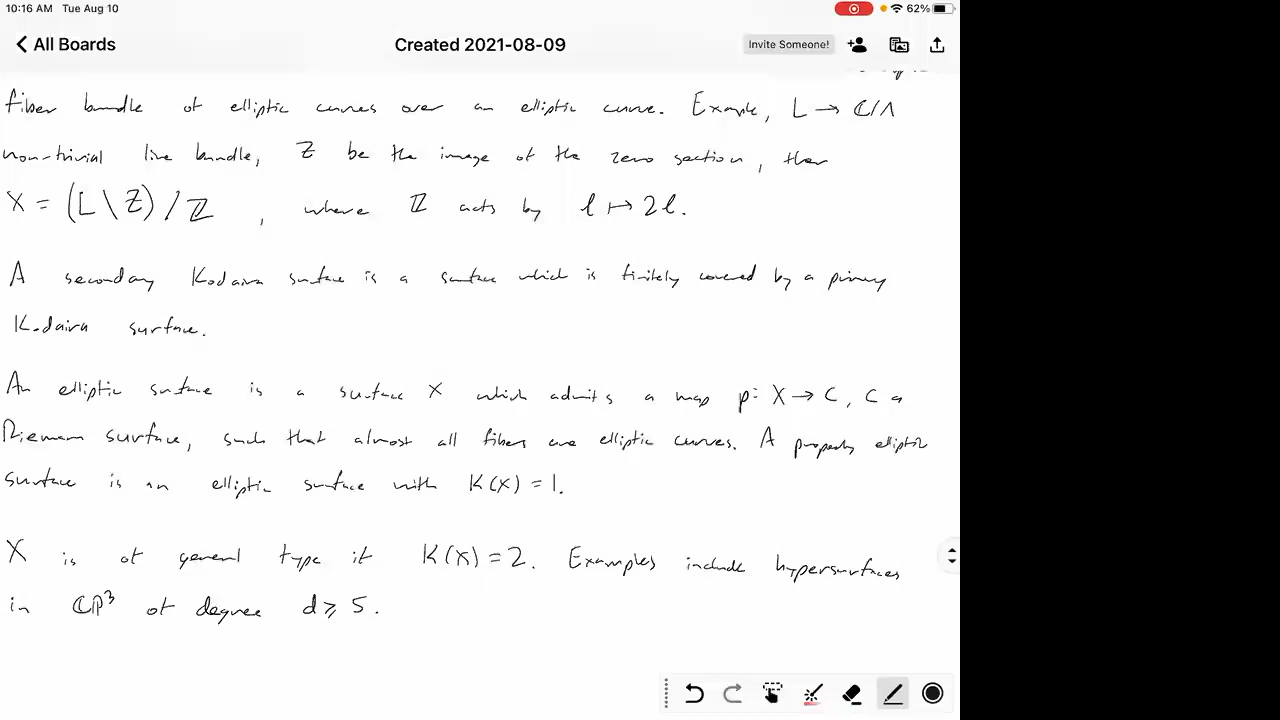 10:16 AM Tue Aug 10
62%
All Boards
Created 2021-08-09
Invite Someone!
fiber bundle of elliptic curves over an elliptic curve. Example, L → ℂ/Λ
non-trivial line bundle, Z be the image of the zero section, then
X = (L \ Z) / ℤ , where ℤ acts by l ↦ 2l.
A secondary Kodaira surface is a surface which is finitely covered by a primary
Kodaira surface.
An elliptic surface is a surface X which admits a map p: X → C, C a
Riemann surface, such that almost all fibers are elliptic curves. A properly elliptic
surface is an elliptic surface with K(X) = 1.
X is of general type if K(X) = 2. Examples include hypersurfaces
in ℂP³ of degree d ⩾ 5.